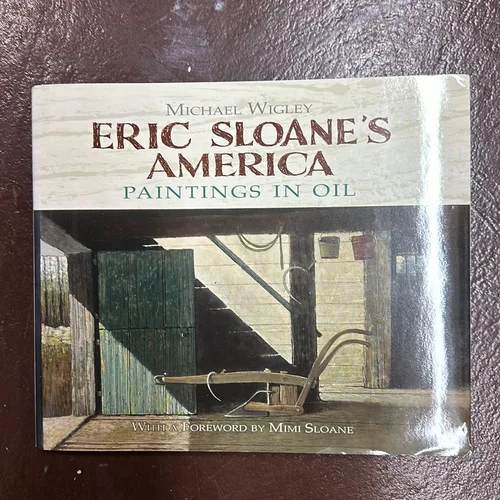 Michael Wigley
Eric Sloane's
America
Paintings in Oil
With a Foreword by Mimi Sloane